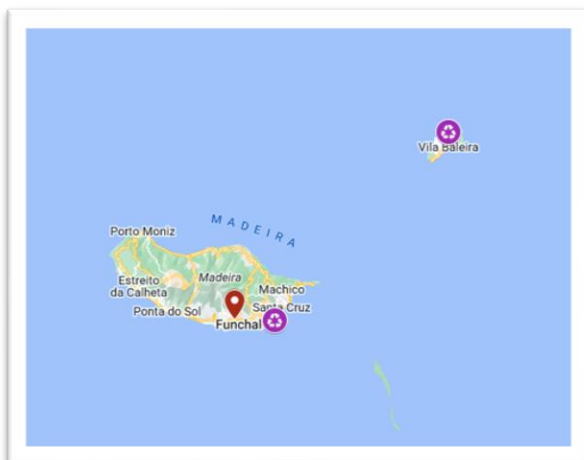 Vila Baleira
MADEIRA
Porto Moniz
Madeira
Estreito
da Calheta
Machico
Ponta do Sol
Santa Cruz
Funchal